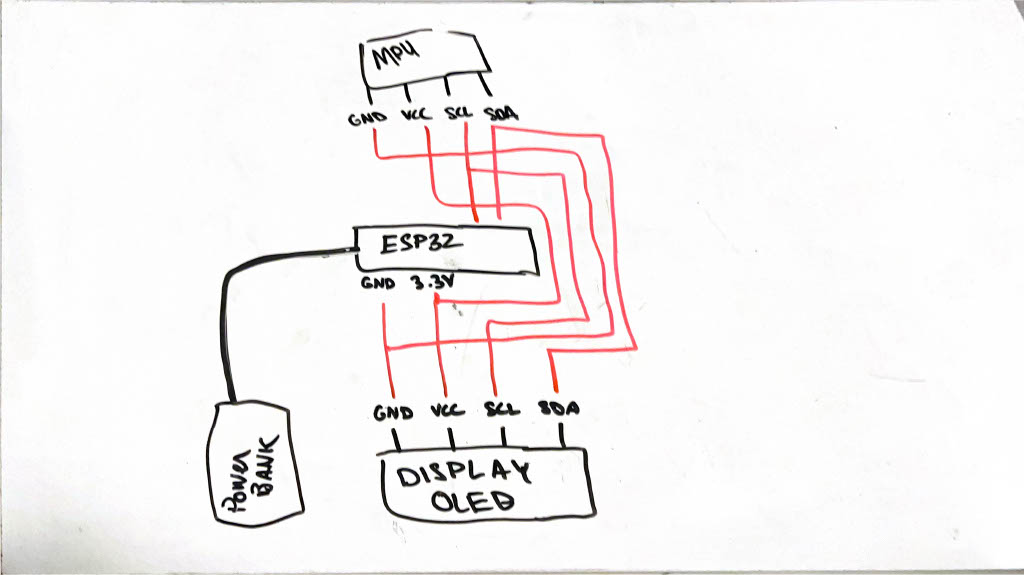 MPU
GND VCC SCL SDA
ESP32
GND 3.3V
GND VCC SCL SDA
DISPLAY
OLED
POWER
BANK